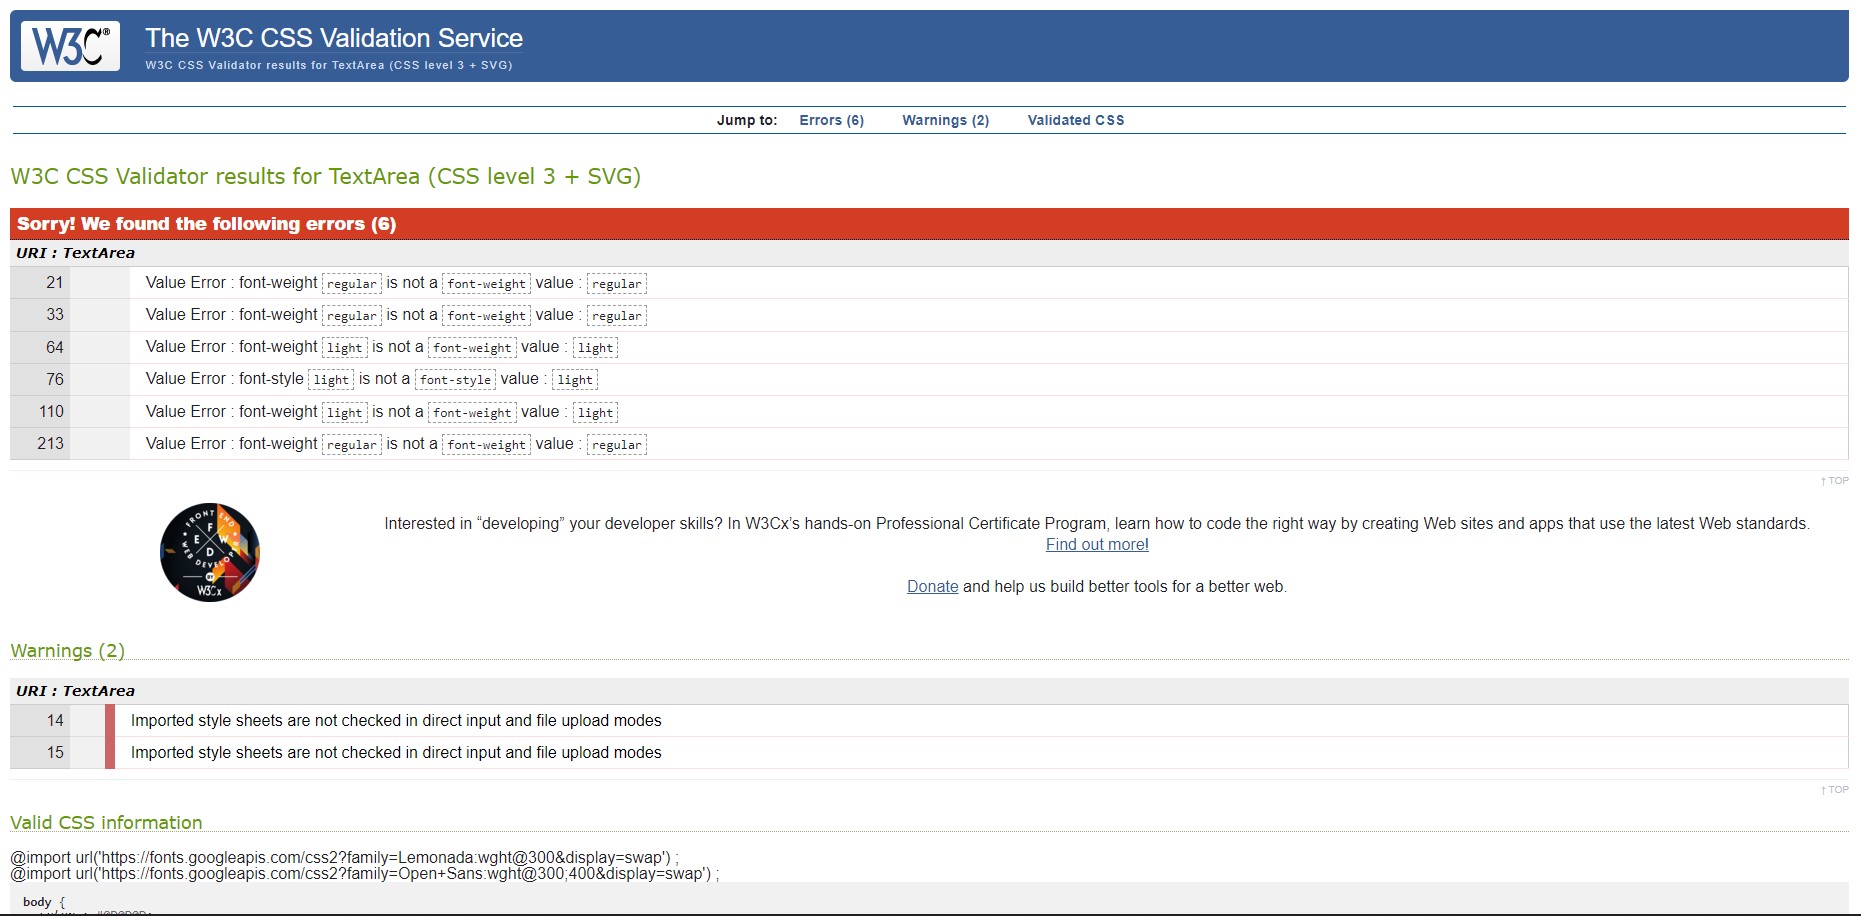 W3C®
The W3C CSS Validation Service
W3C CSS Validator results for TextArea (CSS level 3 + SVG)
Jump to: Errors (6) Warnings (2) Validated CSS
W3C CSS Validator results for TextArea (CSS level 3 + SVG)
Sorry! We found the following errors (6)
URI : TextArea
21 Value Error : font-weight regular is not a font-weight value : regular
33 Value Error : font-weight regular is not a font-weight value : regular
64 Value Error : font-weight light is not a font-weight value : light
76 Value Error : font-style light is not a font-style value : light
110 Value Error : font-weight light is not a font-weight value : light
213 Value Error : font-weight regular is not a font-weight value : regular
↑ TOP
FRONT END
F
E W
D
WEB DEVELOPER
BY
W3Cx
Interested in “developing” your developer skills? In W3Cx’s hands-on Professional Certificate Program, learn how to code the right way by creating Web sites and apps that use the latest Web standards.
Find out more!
Donate and help us build better tools for a better web.
Warnings (2)
URI : TextArea
14 Imported style sheets are not checked in direct input and file upload modes
15 Imported style sheets are not checked in direct input and file upload modes
↑ TOP
Valid CSS information
@import url('https://fonts.googleapis.com/css2?family=Lemonada:wght@300&display=swap') ;
@import url('https://fonts.googleapis.com/css2?family=Open+Sans:wght@300;400&display=swap') ;
body {